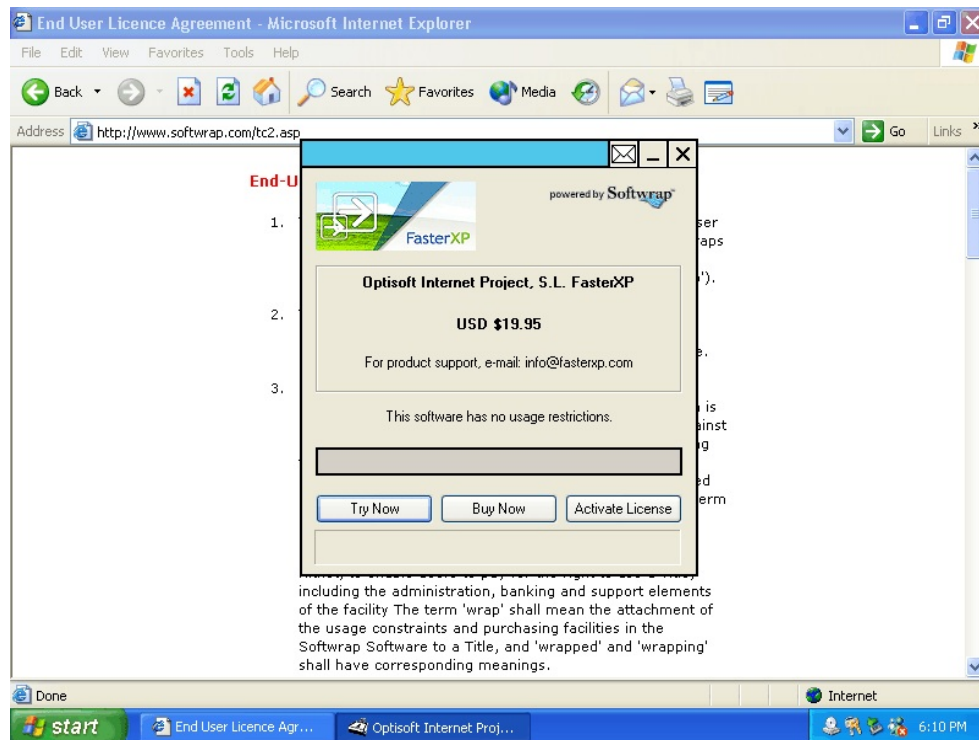 End User Licence Agreement - Microsoft Internet Explorer
File Edit View Favorites Tools Help
Back Search Favorites Media
Address http://www.softwrap.com/tc2.asp Go Links
End-U
powered by Softwrap
FasterXP
1.
ser
raps
').
Optisoft Internet Project, S.L. FasterXP
2.
USD $19.95
e.
For product support, e-mail: info@fasterxp.com
3.
is
This software has no usage restrictions.
ainst
g
ed
Try Now Buy Now Activate License
erm
including the administration, banking and support elements
of the facility The term 'wrap' shall mean the attachment of
the usage constraints and purchasing facilities in the
Softwrap Software to a Title, and 'wrapped' and 'wrapping'
shall have corresponding meanings.
Done Internet
start End User Licence Agr... Optisoft Internet Proj... 6:10 PM